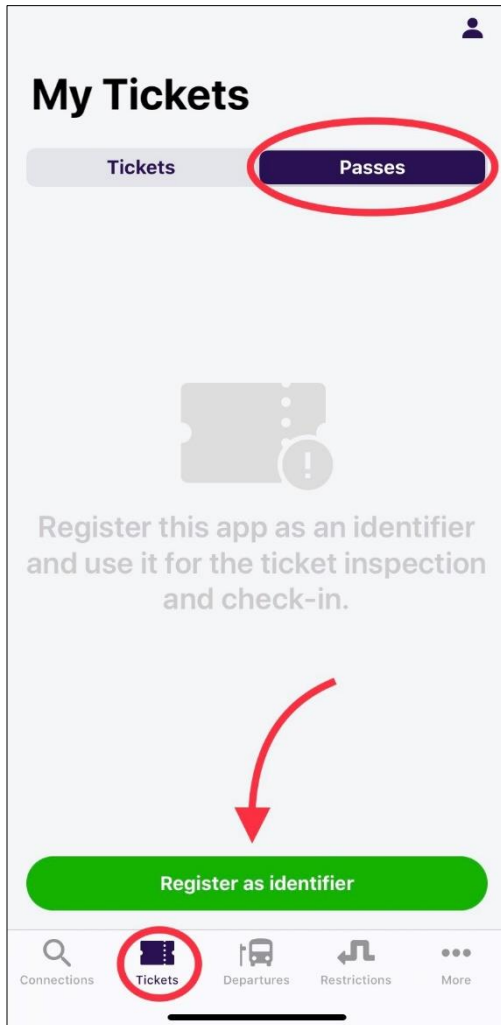 My Tickets
Tickets Passes
Register this app as an identifier
and use it for the ticket inspection
and check-in.
Register as identifier
Connections Tickets Departures Restrictions More